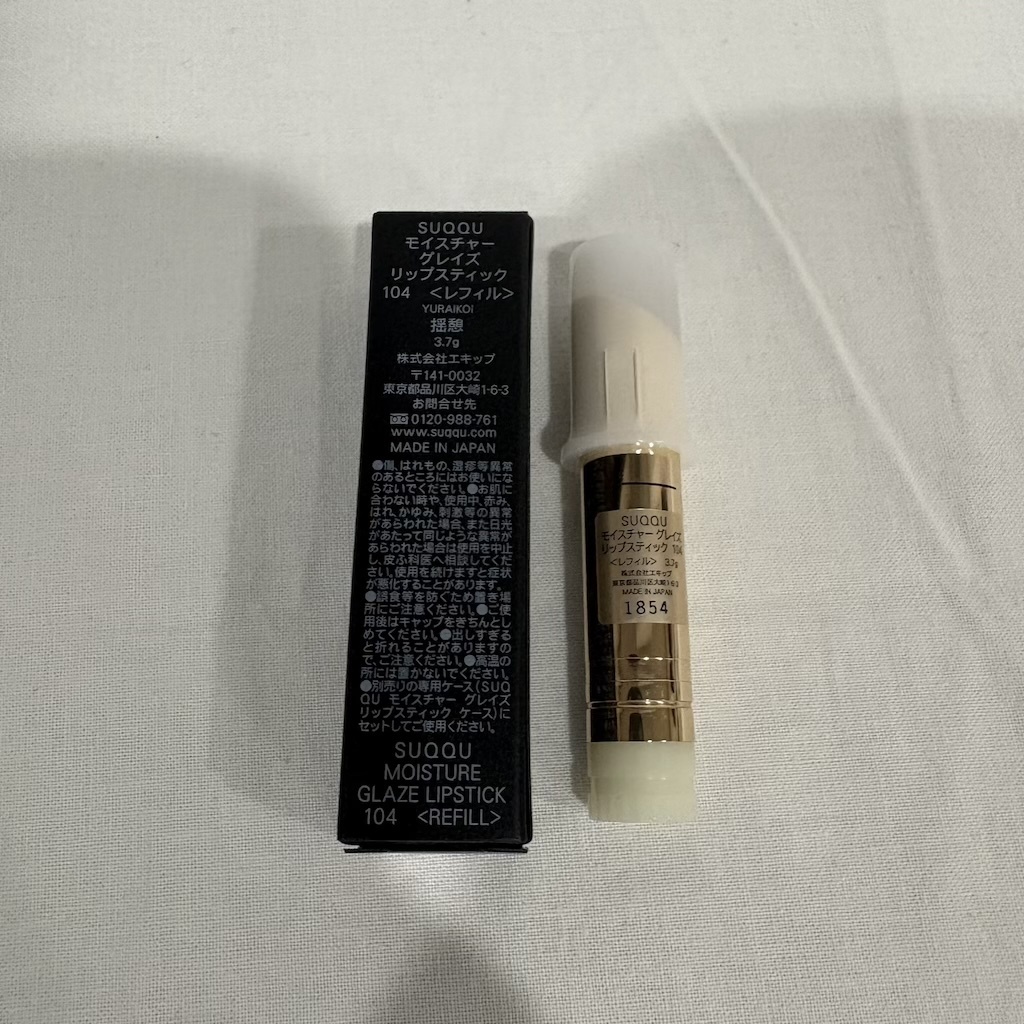 SUQQU
モイスチャー
グレイズ
リップスティック
104 <レフィル>
YURAIKOI
揺憩
3.7g
株式会社エキップ
〒141-0032
東京都品川区大崎1-6-3
お問合せ先
0120-988-761
www.suqqu.com
MADE IN JAPAN
●傷、はれもの、湿疹等異常
のあるところにはお使いにな
らないでください。●お肌に
合わない時や、使用中、赤み、
はれ、かゆみ、刺激等の異常
があらわれた場合、また日光
があたって同じような異常が
あらわれた場合は使用を中止
し、皮ふ科医へ相談してくだ
さい。使用を続けますと症状
が悪化することがあります。
●誤食等を防ぐため置き場
所にご注意ください。●ご使
用後はキャップをきちんとし
めてください。●出しすぎる
と折れることがありますの
で、ご注意ください。●高温の
所には置かないでください。
●別売りの専用ケース(SUQ
QU モイスチャー グレイズ
リップスティック ケース)に
セットしてご使用ください。
SUQQU
MOISTURE
GLAZE LIPSTICK
104 <REFILL>
SUQQU
モイスチャー グレイズ
リップスティック 104
<レフィル> 3.7g
株式会社エキップ
東京都品川区大崎1-6-3
MADE IN JAPAN
1854